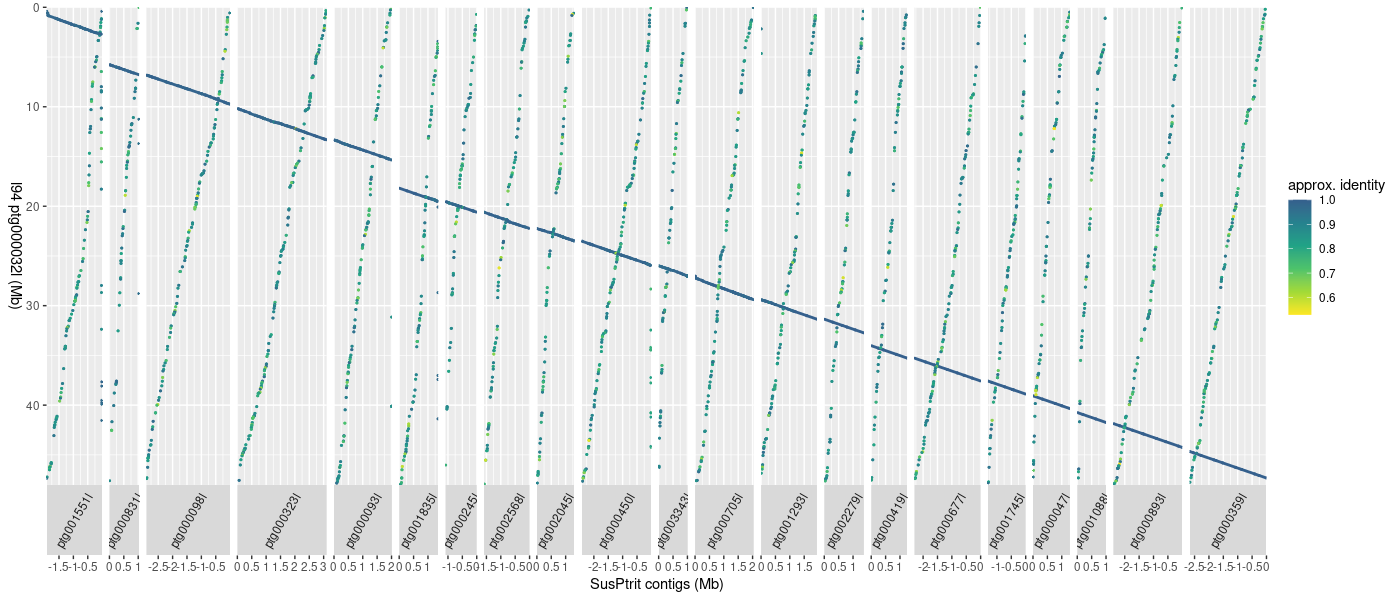 0
10
20
30
40
I94 ptg000032l (Mb)
ptg001551l
ptg000831l
ptg000098l
ptg000323l
ptg000093l
ptg001835l
ptg000245l
ptg002568l
ptg002045l
ptg000450l
ptg003343l
ptg000705l
ptg001293l
ptg002279l
ptg000419l
ptg000677l
ptg001745l
ptg000047l
ptg001088l
ptg000893l
ptg000359l
SusPtrit contigs (Mb)
approx. identity
1.0
0.9
0.8
0.7
0.6